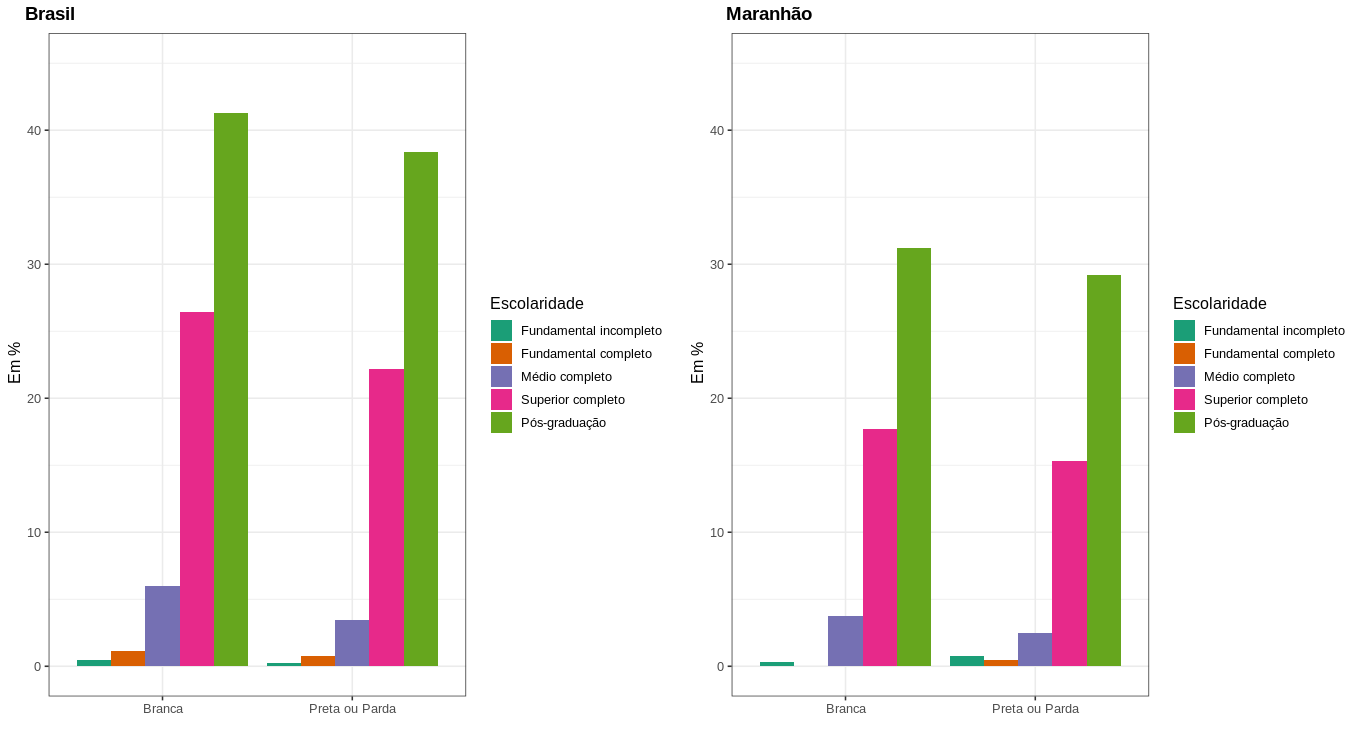 Brasil
Em %
40
30
20
10
0
Branca
Preta ou Parda
Escolaridade
Fundamental incompleto
Fundamental completo
Médio completo
Superior completo
Pós-graduação
Maranhão
Em %
40
30
20
10
0
Branca
Preta ou Parda
Escolaridade
Fundamental incompleto
Fundamental completo
Médio completo
Superior completo
Pós-graduação